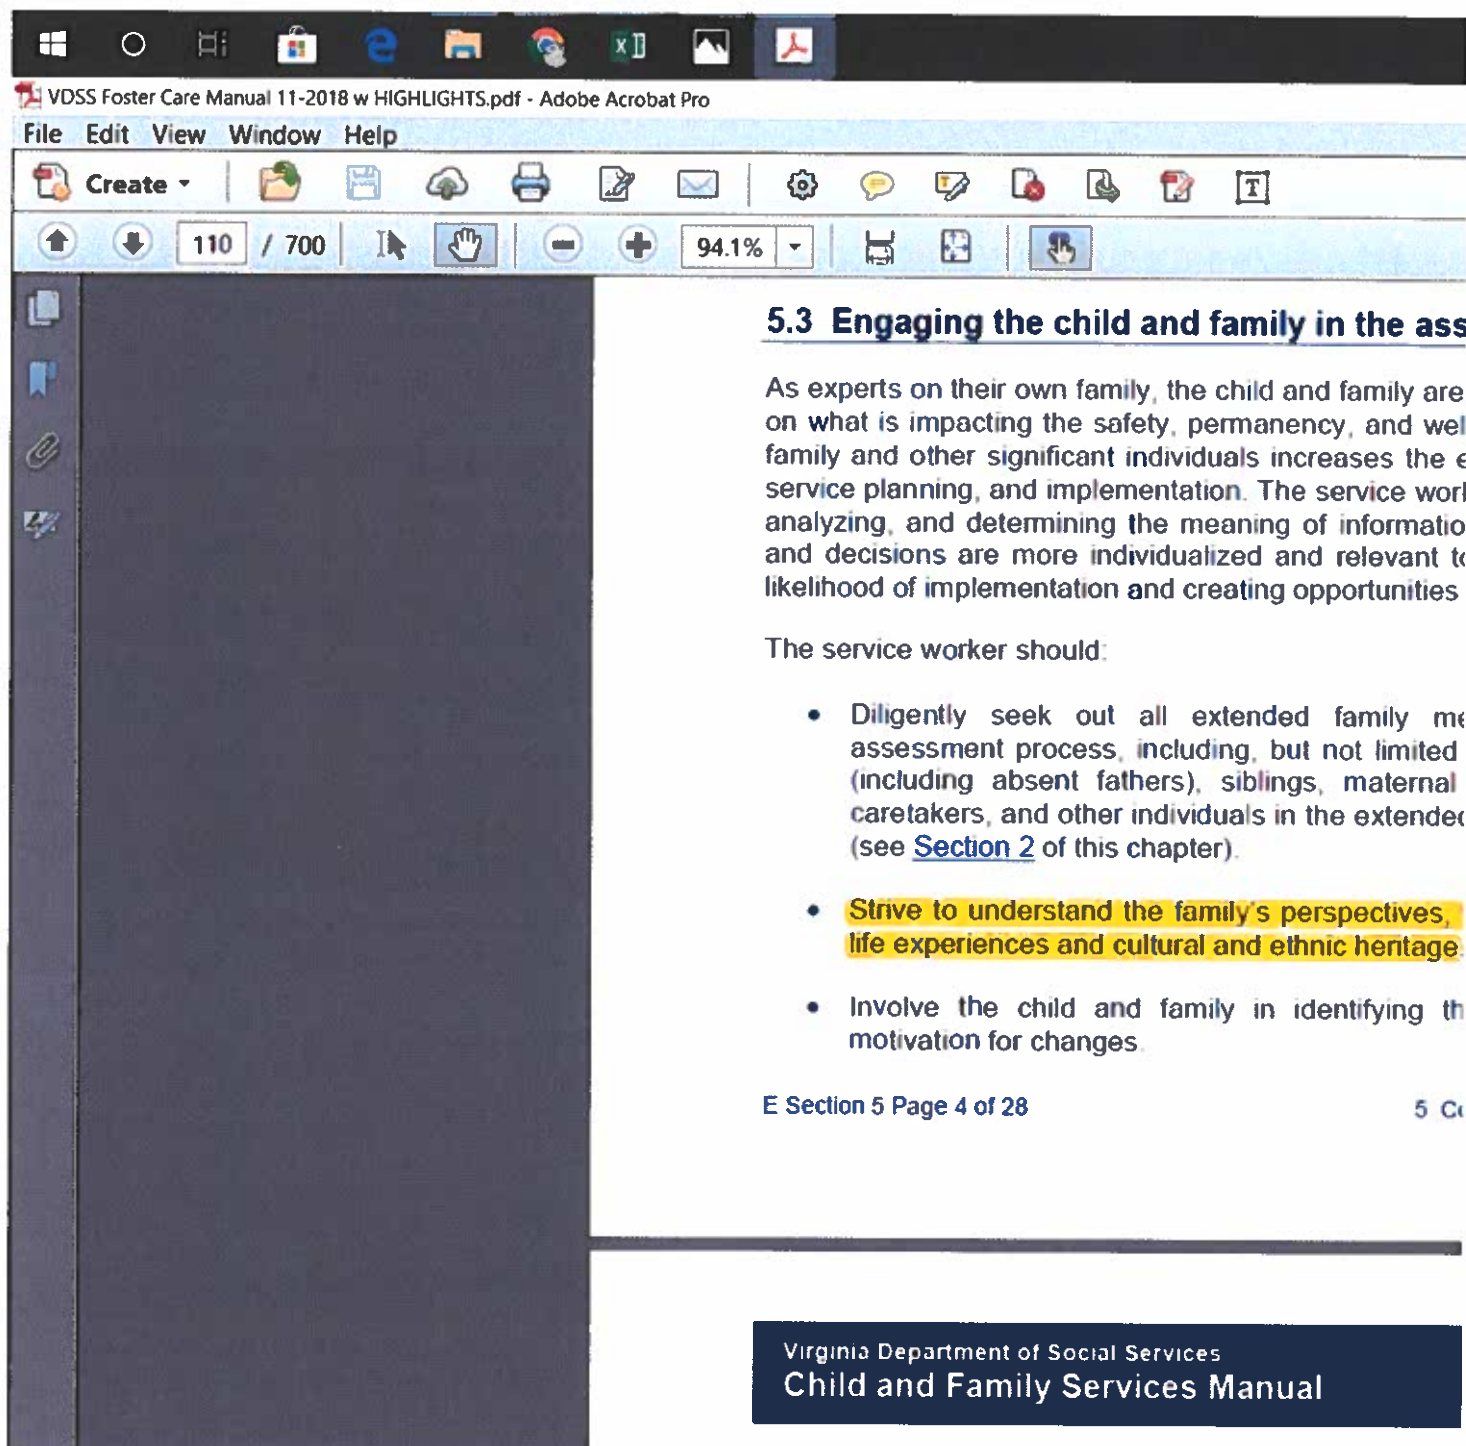 VDSS Foster Care Manual 11-2018 w HIGHLIGHTS.pdf - Adobe Acrobat Pro
File Edit View Window Help
Create
110 / 700 94.1%
5.3 Engaging the child and family in the ass
As experts on their own family, the child and family are
on what is impacting the safety, permanency, and wel
family and other significant individuals increases the e
service planning, and implementation. The service worl
analyzing, and determining the meaning of informatio
and decisions are more individualized and relevant to
likelihood of implementation and creating opportunities
The service worker should:
• Diligently seek out all extended family me
assessment process, including, but not limited
(including absent fathers), siblings, maternal
caretakers, and other individuals in the extended
(see Section 2 of this chapter).
• Strive to understand the family's perspectives,
life experiences and cultural and ethnic heritage.
• Involve the child and family in identifying th
motivation for changes.
E Section 5 Page 4 of 28 5 Co
Virginia Department of Social Services
Child and Family Services Manual